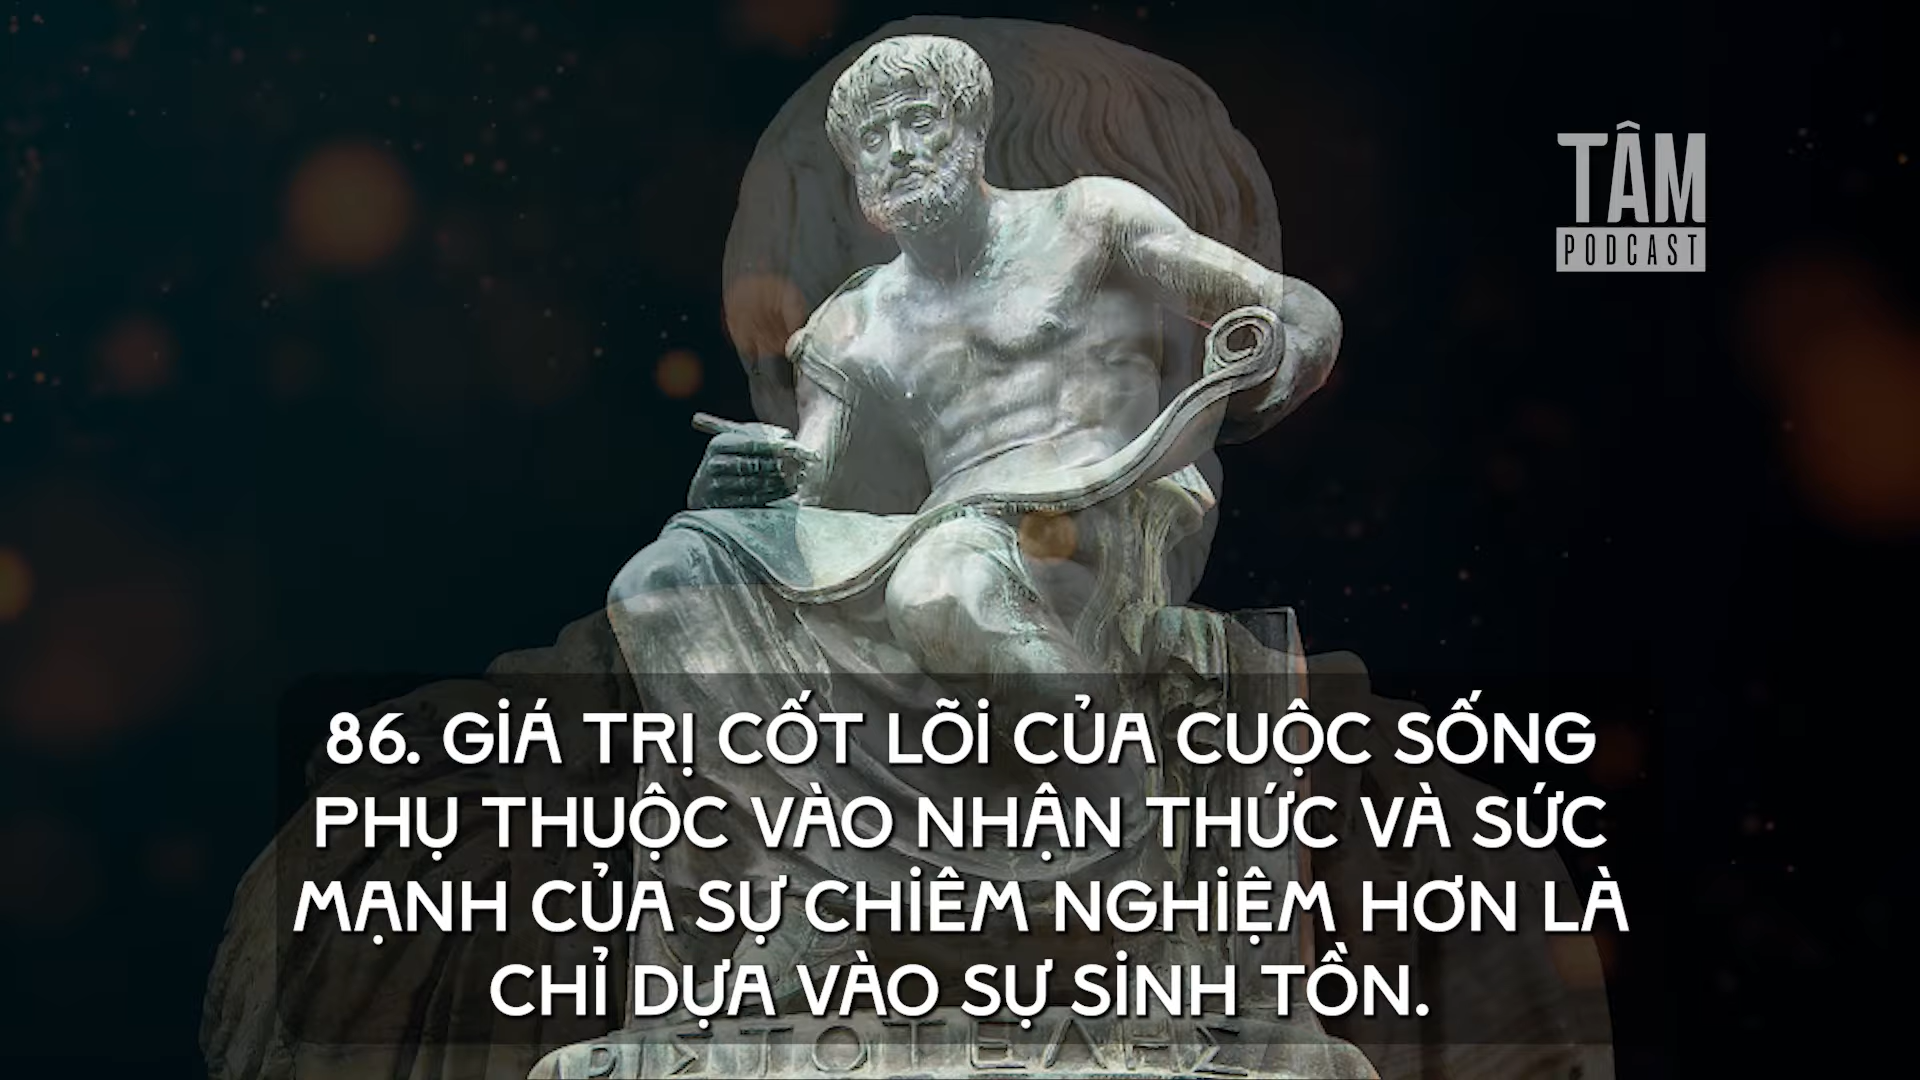 TÂM
PODCAST
86. GIÁ TRỊ CỐT LÕI CỦA CUỘC SỐNG
PHỤ THUỘC VÀO NHẬN THỨC VÀ SỨC
MẠNH CỦA SỰ CHIÊM NGHIỆM HƠN LÀ
CHỈ DỰA VÀO SỰ SINH TỒN.
ΡΙΣΤΟΤΕΛΗΣ